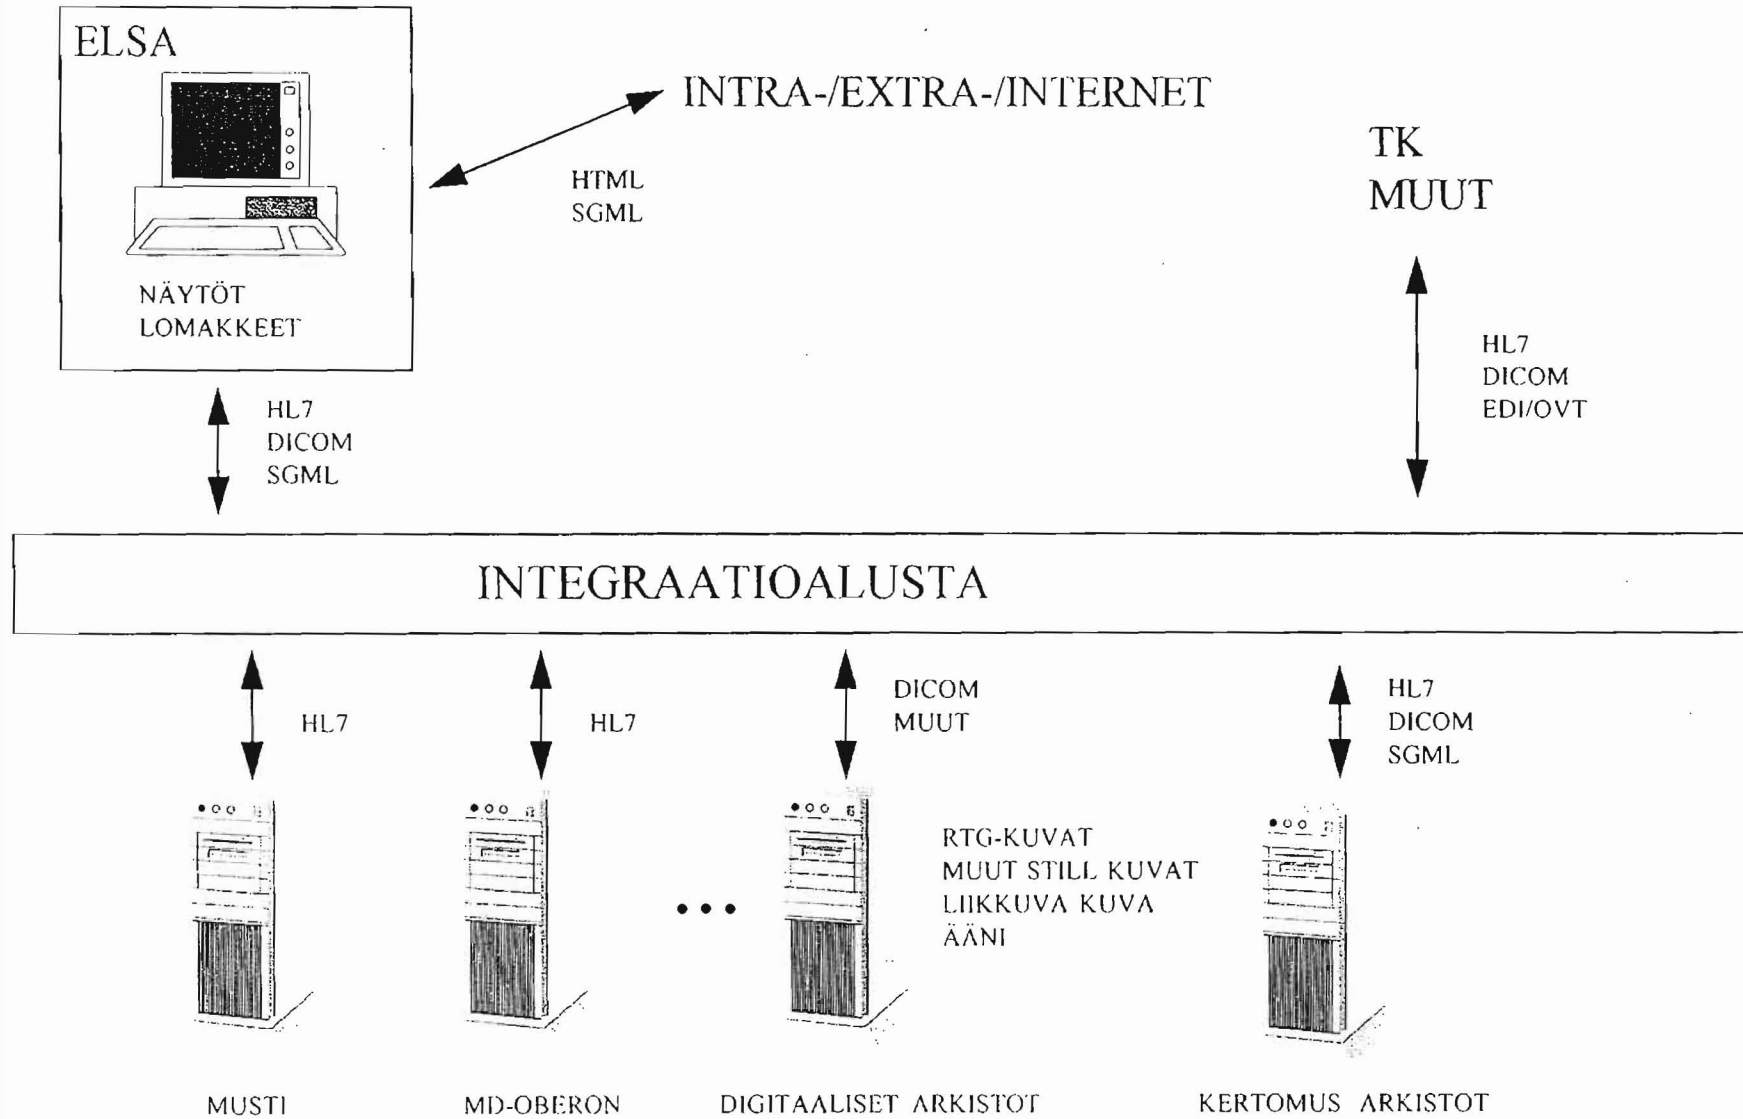 ELSA
NÄYTÖT
LOMAKKEET
INTRA-/EXTRA-/INTERNET
HTML
SGML
TK
MUUT
HL7
DICOM
SGML
HL7
DICOM
EDI/OVT
INTEGRAATIOALUSTA
HL7
HL7
DICOM
MUUT
HL7
DICOM
SGML
RTG-KUVAT
MUUT STILL KUVAT
LIIKKUVA KUVA
ÄÄNI
MUSTI
MD-OBERON
DIGITAALISET ARKISTOT
KERTOMUS ARKISTOT